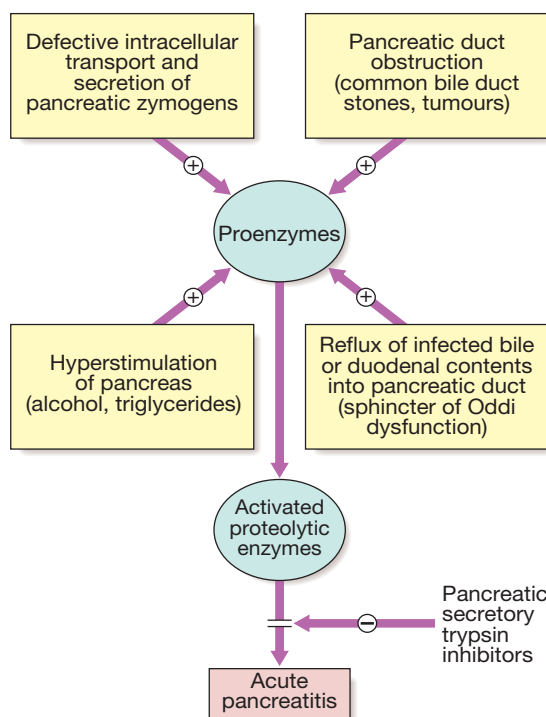 Defective intracellular
transport and
secretion of
pancreatic zymogens
Pancreatic duct
obstruction
(common bile duct
stones, tumours)
+
+
Proenzymes
+
+
Hyperstimulation
of pancreas
(alcohol, triglycerides)
Reflux of infected bile
or duodenal contents
into pancreatic duct
(sphincter of Oddi
dysfunction)
Activated
proteolytic
enzymes
−
Pancreatic
secretory
trypsin
inhibitors
Acute
pancreatitis